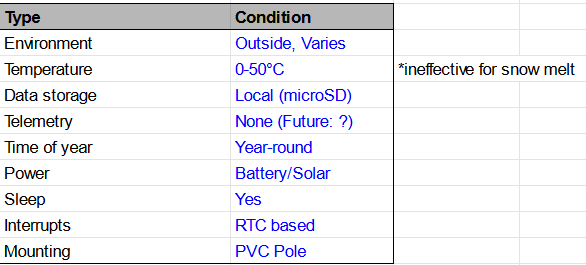 Type Condition
Environment Outside, Varies
Temperature 0-50°C *ineffective for snow melt
Data storage Local (microSD)
Telemetry None (Future: ?)
Time of year Year-round
Power Battery/Solar
Sleep Yes
Interrupts RTC based
Mounting PVC Pole